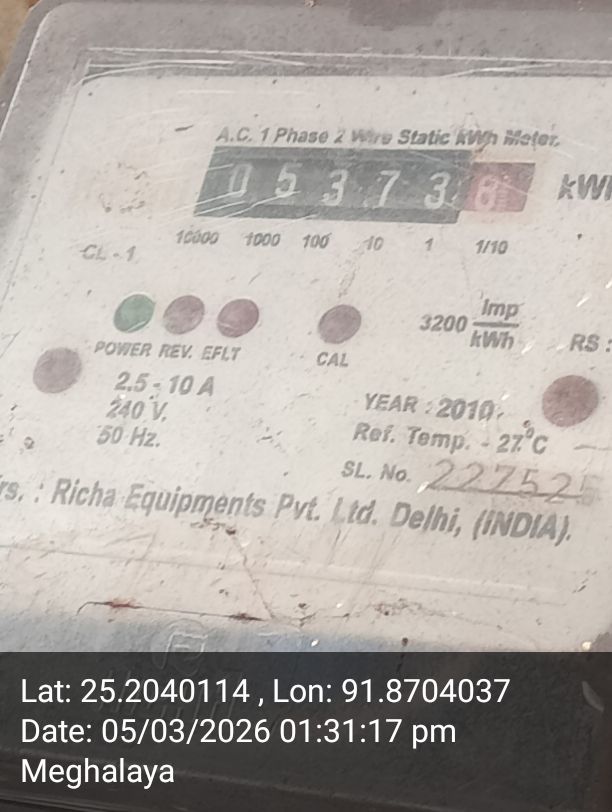 A.C. 1 Phase 2 Wire Static kWh Meter.
0 5 3 7 3 8
10000 1000 100 10 1 1/10
CL - 1
3200 Imp/kWh
RS :
POWER REV. EFLT
CAL
2.5 - 10 A
240 V.
50 Hz.
YEAR : 2010.
Ref. Temp. - 27°C
SL. No. 227525
rs. : Richa Equipments Pvt. Ltd. Delhi, (INDIA).
Lat: 25.2040114 , Lon: 91.8704037
Date: 05/03/2026 01:31:17 pm
Meghalaya